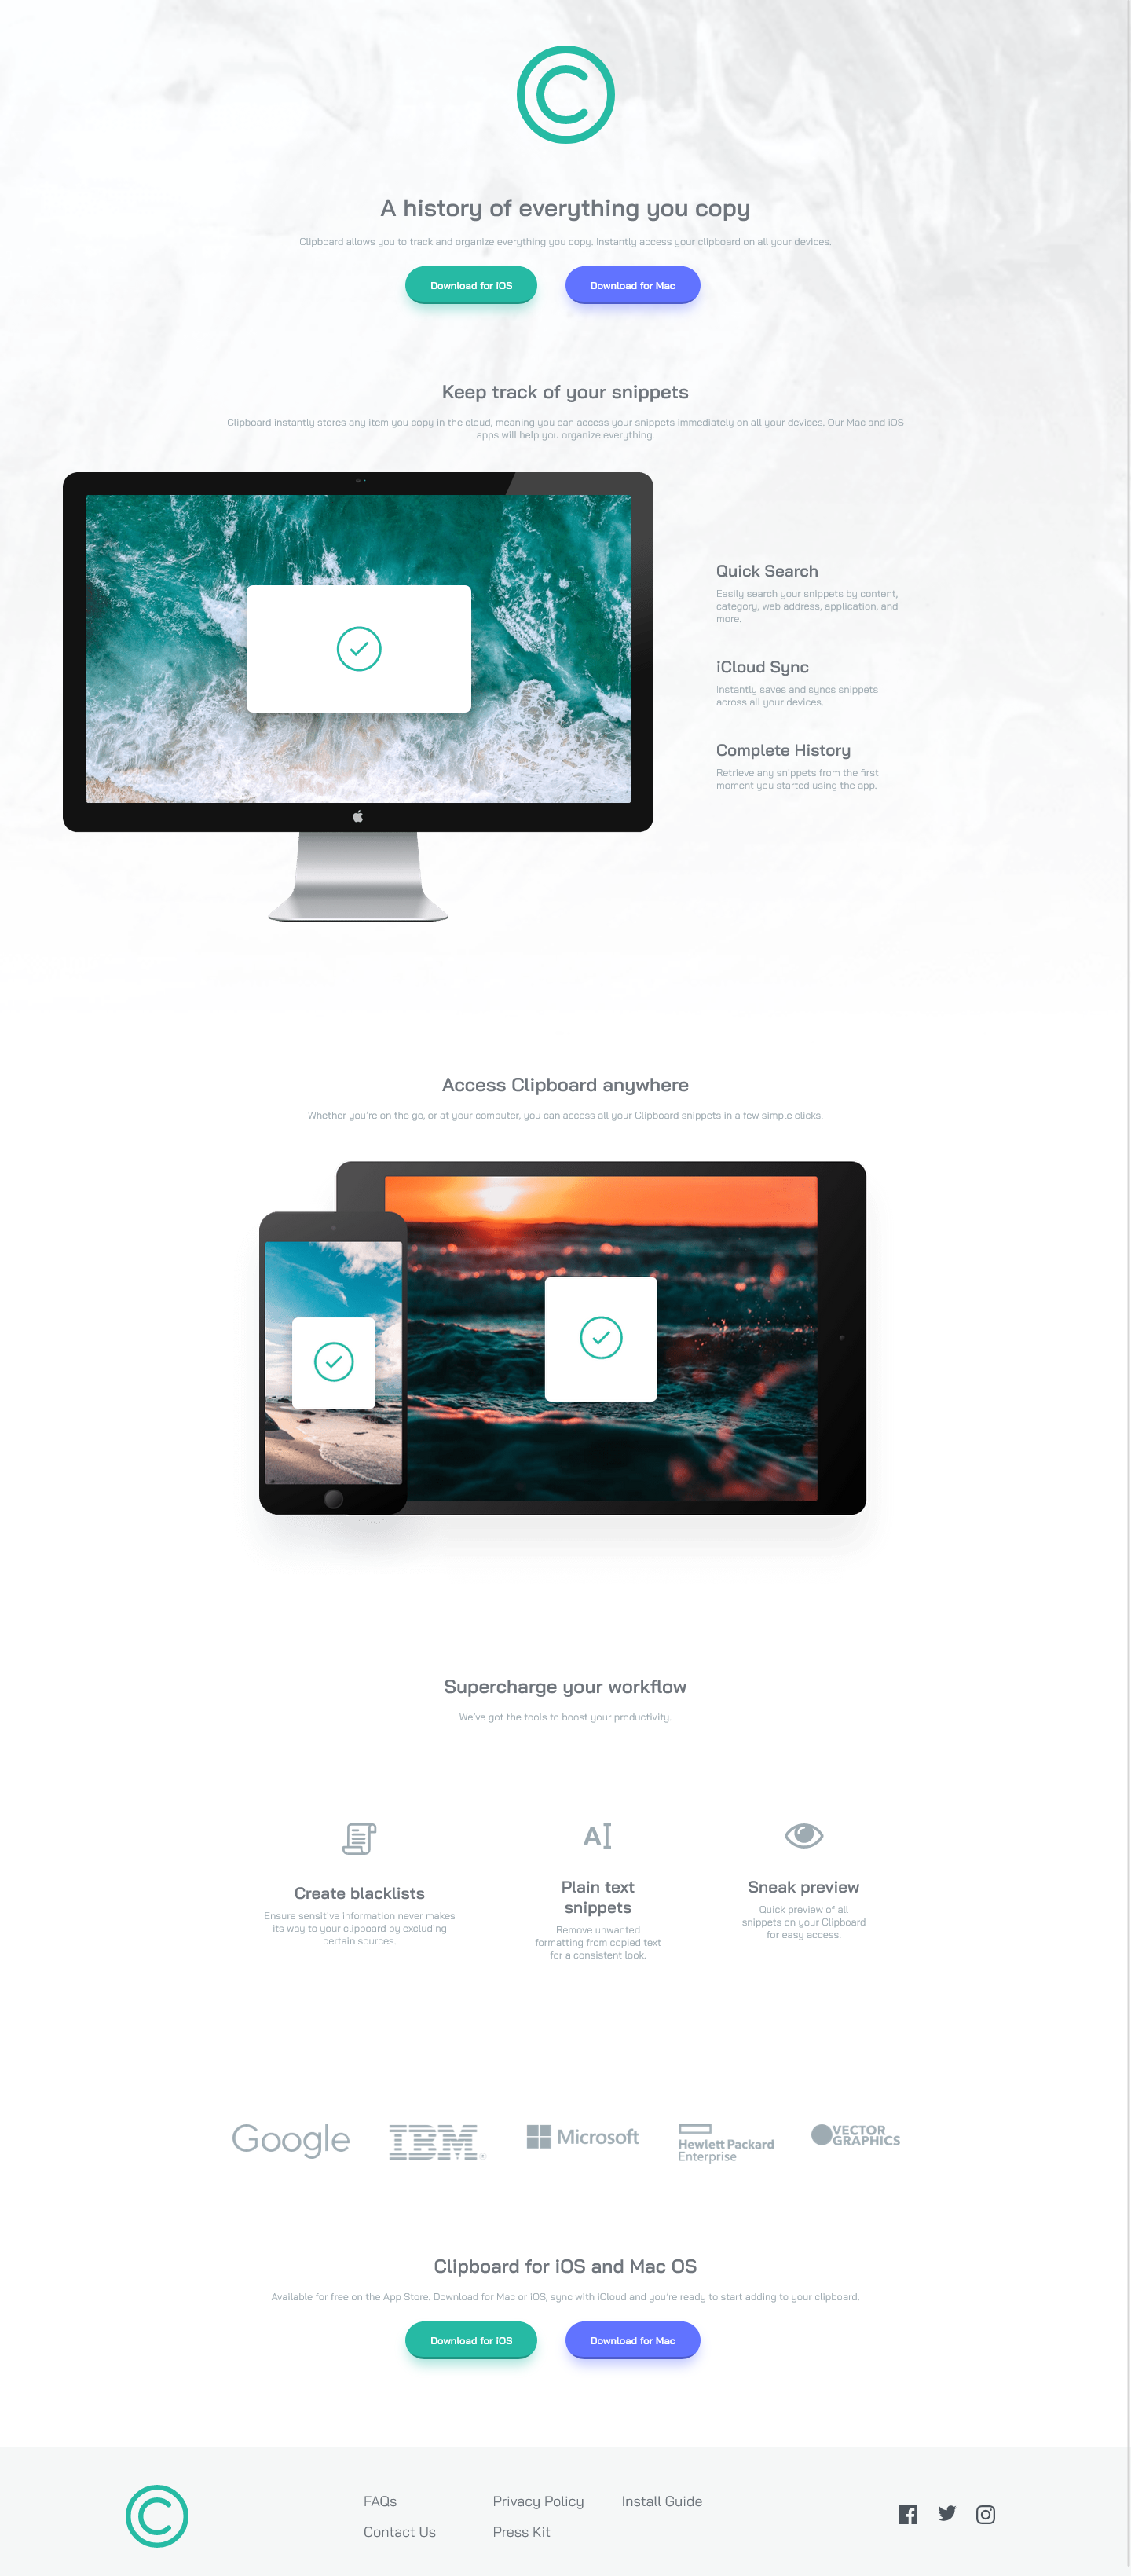 C
A history of everything you copy
Clipboard allows you to track and organize everything you copy. Instantly access your clipboard on all your devices.
Download for iOS
Download for Mac
Keep track of your snippets
Clipboard instantly stores any item you copy in the cloud, meaning you can access your snippets immediately on all your devices. Our Mac and iOS
apps will help you organize everything.
Quick Search
Easily search your snippets by content,
category, web address, application, and
more.
iCloud Sync
Instantly saves and syncs snippets
across all your devices.
Complete History
Retrieve any snippets from the first
moment you started using the app.
Access Clipboard anywhere
Whether you're on the go, or at your computer, you can access all your Clipboard snippets in a few simple clicks.
Supercharge your workflow
We've got the tools to boost your productivity.
A
Create blacklists
Ensure sensitive information never makes
its way to your clipboard by excluding
certain sources.
Plain text
snippets
Remove unwanted
formatting from copied text
for a consistent look.
Sneak preview
Quick preview of all
snippets on your Clipboard
for easy access.
Google
IBM
Microsoft
Hewlett Packard
Enterprise
VECTOR
GRAPHICS
Clipboard for iOS and Mac OS
Available for free on the App Store. Download for Mac or iOS, sync with iCloud and you're ready to start adding to your clipboard.
Download for iOS
Download for Mac
C
FAQs
Contact Us
Privacy Policy
Press Kit
Install Guide